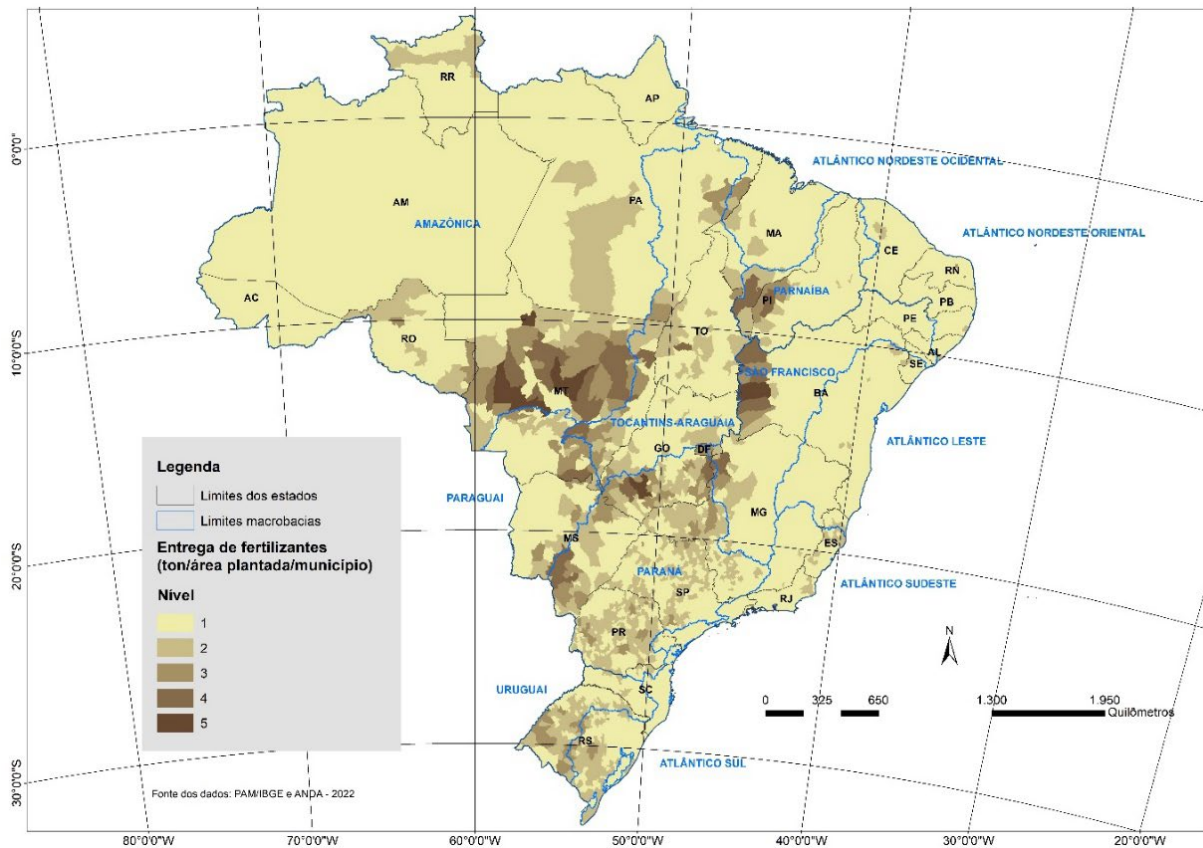 RR
AP
0°0'0"
ATLÂNTICO NORDESTE OCIDENTAL
AM
PA
AMAZÔNICA
MA
CE
ATLÂNTICO NORDESTE ORIENTAL
RN
AC
PI
PARNAÍBA
PB
PE
RO
TO
AL
SE
10°0'0"S
SÃO FRANCISCO
MT
BA
TOCANTINS-ARAGUAIA
ATLÂNTICO LESTE
GO
DF
Legenda
Limites dos estados
Limites macrobacias
Entrega de fertilizantes
(ton/área plantada/município)
Nível
1
2
3
4
5
PARAGUAI
MG
MS
ES
20°0'0"S
PARANÁ
ATLÂNTICO SUDESTE
SP
RJ
PR
N
SC
URUGUAI
0 325 650 1.300 1.950
Quilômetros
RS
ATLÂNTICO SUL
30°0'0"S
Fonte dos dados: PAM/IBGE e ANDA - 2022
80°0'0"W 70°0'0"W 60°0'0"W 50°0'0"W 40°0'0"W 30°0'0"W 20°0'0"W